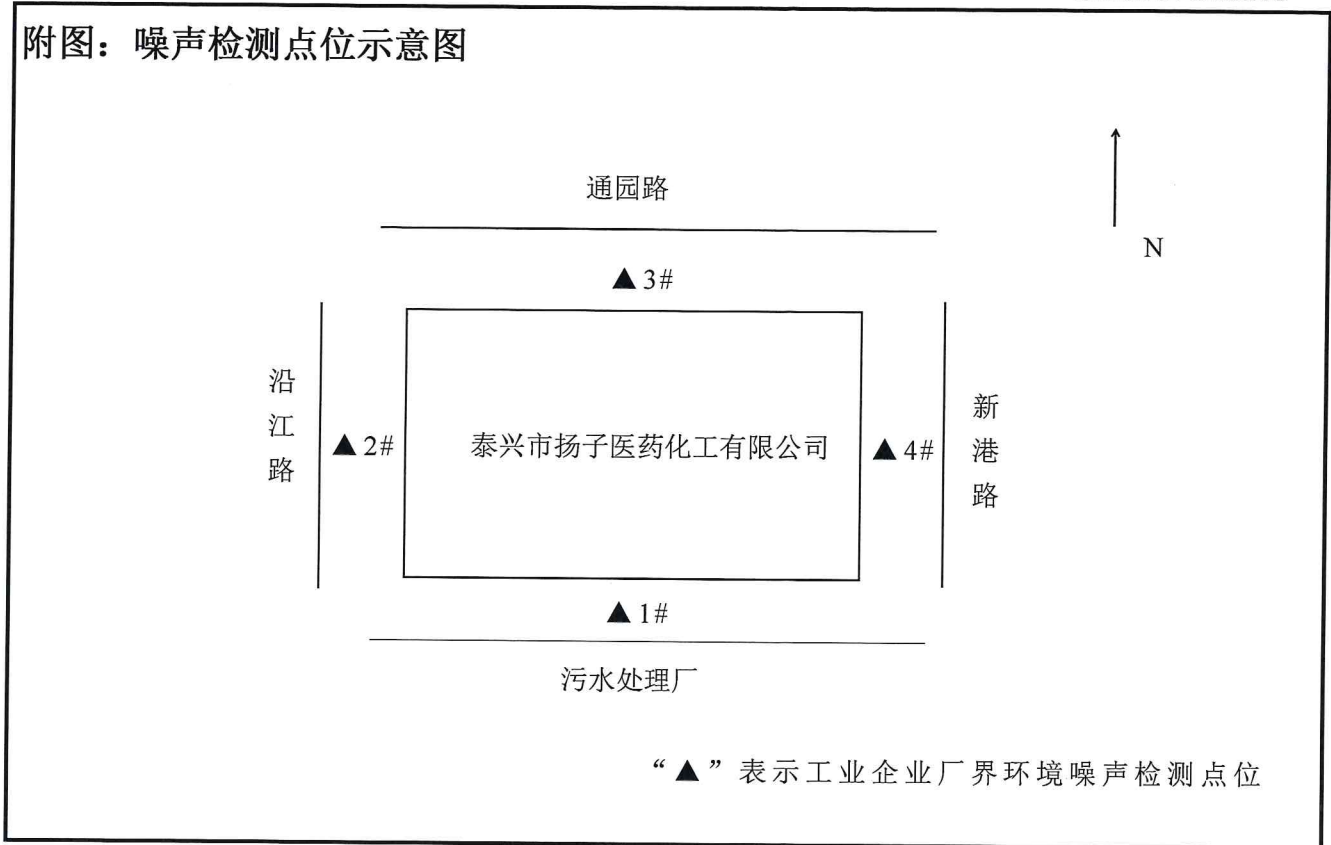 附图：噪声检测点位示意图
通园路
N
▲3#
沿江路
▲2#
泰兴市扬子医药化工有限公司
▲4#
新港路
▲1#
污水处理厂
“▲”表示工业企业厂界环境噪声检测点位